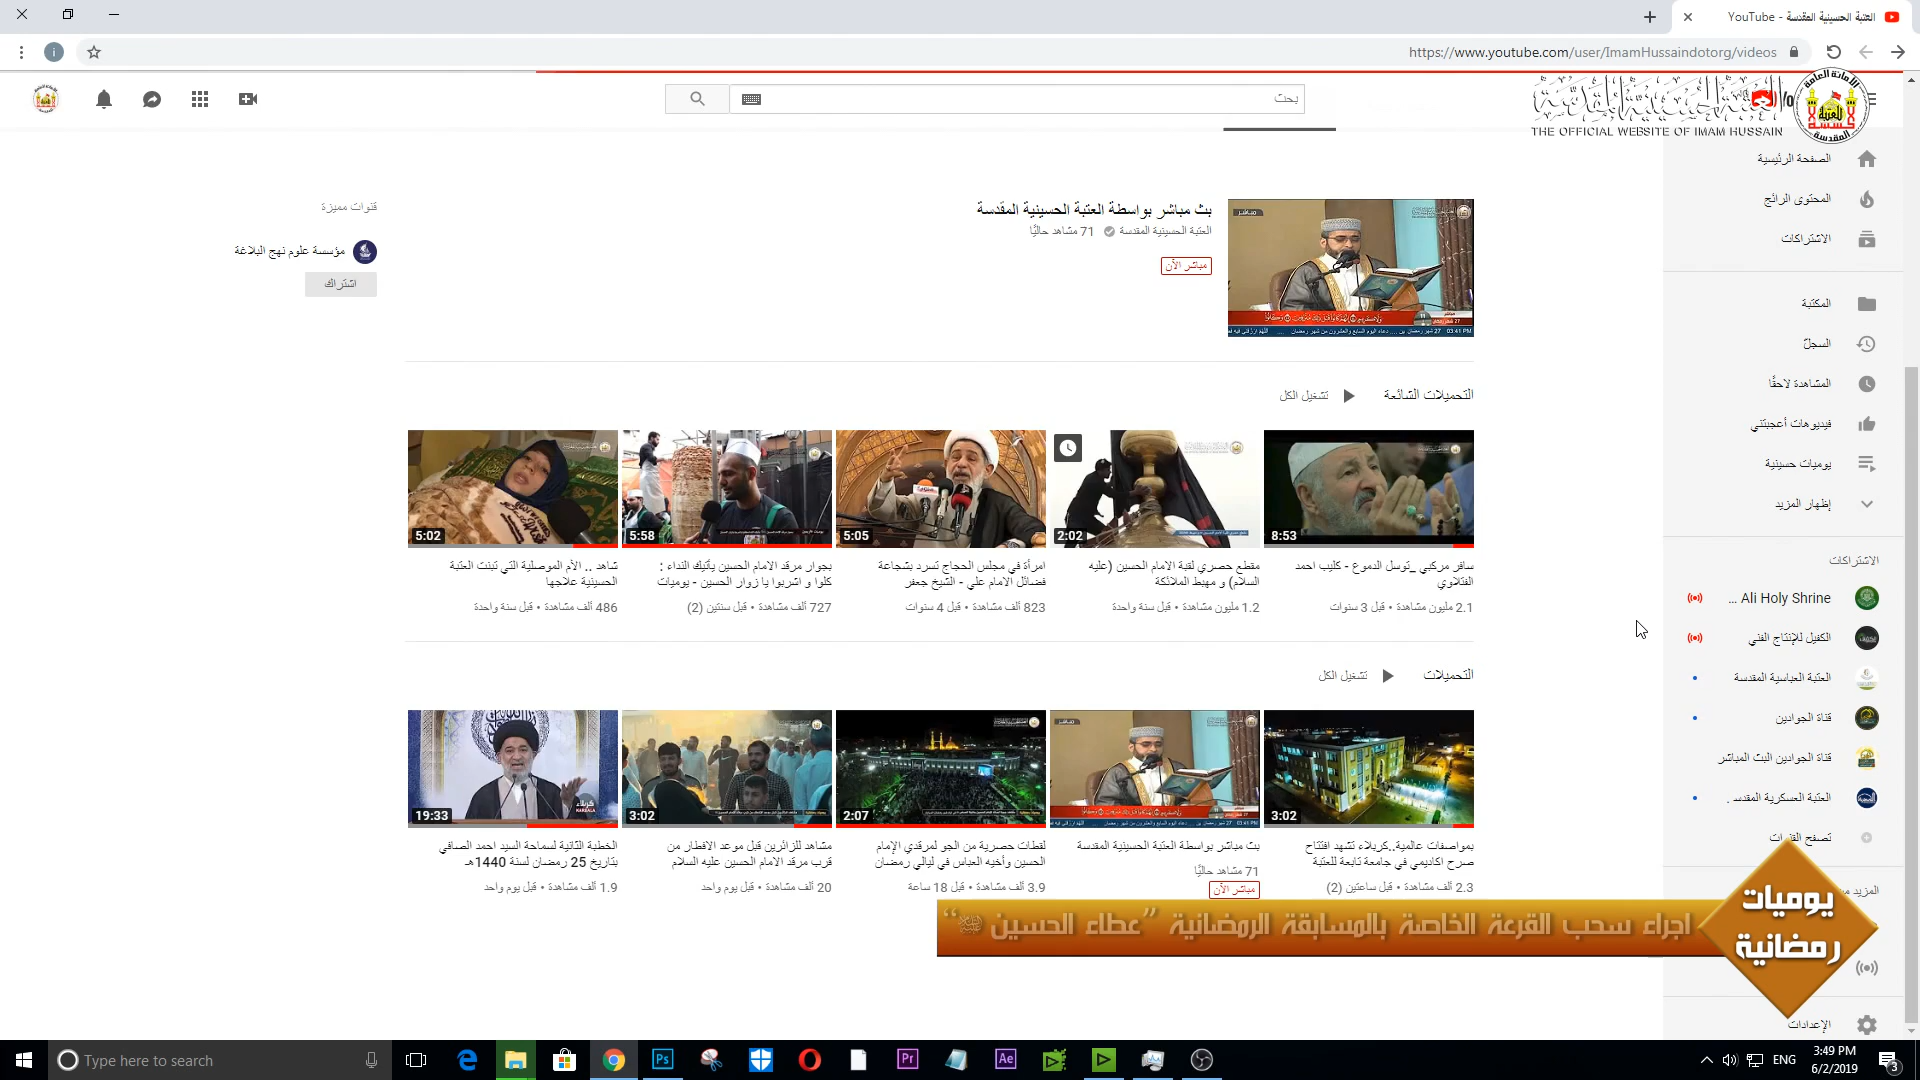 العتبة الحسينية المقدسة - YouTube
https://www.youtube.com/user/ImamHussaindotorg/videos
بحث
العتبة الحسينية المقدسة
THE OFFICIAL WEBSITE OF IMAM HUSSAIN
الصفحة الرئيسية
المحتوى الرائج
الاشتراكات
المكتبة
السجلّ
المشاهدة لاحقًا
فيديوهات أعجبتني
يوميات حسينية
إظهار المزيد
الاشتراكات
Ali Holy Shrine ...
الكفيل للإنتاج الفني
العتبة العباسية المقدسة
قناة الجوادين
قناة الجوادين البث المباشر
العتبة العسكرية المقدسـ .
تصفح القنوات
الإعدادات
بث مباشر بواسطة العتبة الحسينية المقدسة
العتبة الحسينية المقدسة 71 مشاهد حاليًا
مباشر الآن
قنوات مميزة
مؤسسة علوم نهج البلاغة
اشتراك
التحميلات الشائعة
تشغيل الكل
8:53
سافر مركبي _توسل الدموع - كليب احمد
الفتلاوي
2.1 مليون مشاهدة • قبل 3 سنوات
2:02
مقطع حصري لقبة الامام الحسين (عليه
السلام) و مهبط الملائكة
1.2 مليون مشاهدة • قبل سنة واحدة
5:05
امرأة في مجلس الحجاج تسرد بشجاعة
فضائل الامام علي - الشيخ جعفر
823 ألف مشاهدة • قبل 4 سنوات
5:58
بجوار مرقد الامام الحسين يأتيك النداء :
كلوا و اشربوا يا زوار الحسين - يوميات
727 ألف مشاهدة • قبل سنتين (2)
5:02
شاهد .. الأم الموصلية التي تبنت العتبة
الحسينية علاجها
486 ألف مشاهدة • قبل سنة واحدة
التحميلات
تشغيل الكل
3:02
بمواصفات عالمية..كربلاء تشهد افتتاح
صرح اكاديمي في جامعة تابعة للعتبة
2.3 ألف مشاهدة • قبل ساعتين (2)
بث مباشر بواسطة العتبة الحسينية المقدسة
71 مشاهد حاليًا
مباشر الآن
2:07
لقطات حصرية من الجو لمرقدي الإمام
الحسين وأخيه العباس في ليالي رمضان
3.9 ألف مشاهدة • قبل 18 ساعة
3:02
مشاهد للزائرين قبل موعد الافطار من
قرب مرقد الامام الحسين عليه السلام
20 ألف مشاهدة • قبل يوم واحد
19:33
الخطبة الثانية لسماحة السيد احمد الصافي
بتاريخ 25 رمضان لسنة 1440هـ
1.9 ألف مشاهدة • قبل يوم واحد
يوميات
رمضانية
اجراء سحب القرعة الخاصة بالمسابقة الرمضانية "عطاء الحسين"
Type here to search
ENG
3:49 PM
6/2/2019
3